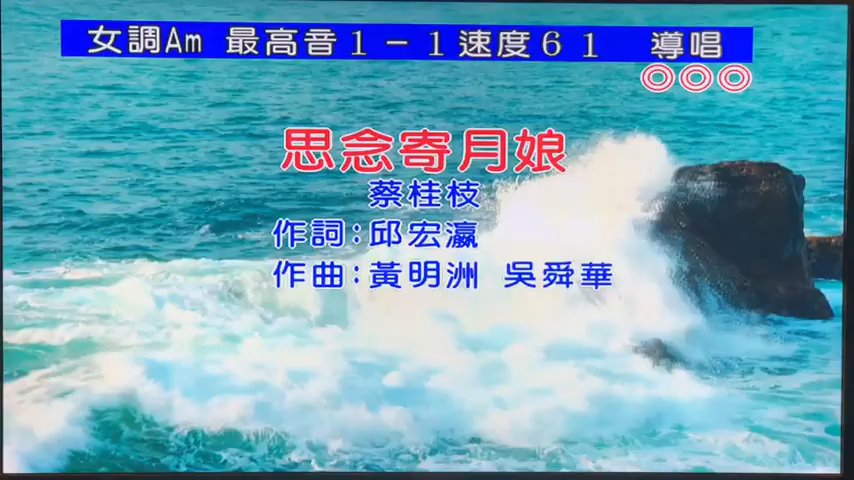 女調Am 最高音1-1速度61 導唱
◎◎◎
思念寄月娘
蔡桂枝
作詞:邱宏瀛
作曲:黃明洲 吳舜華